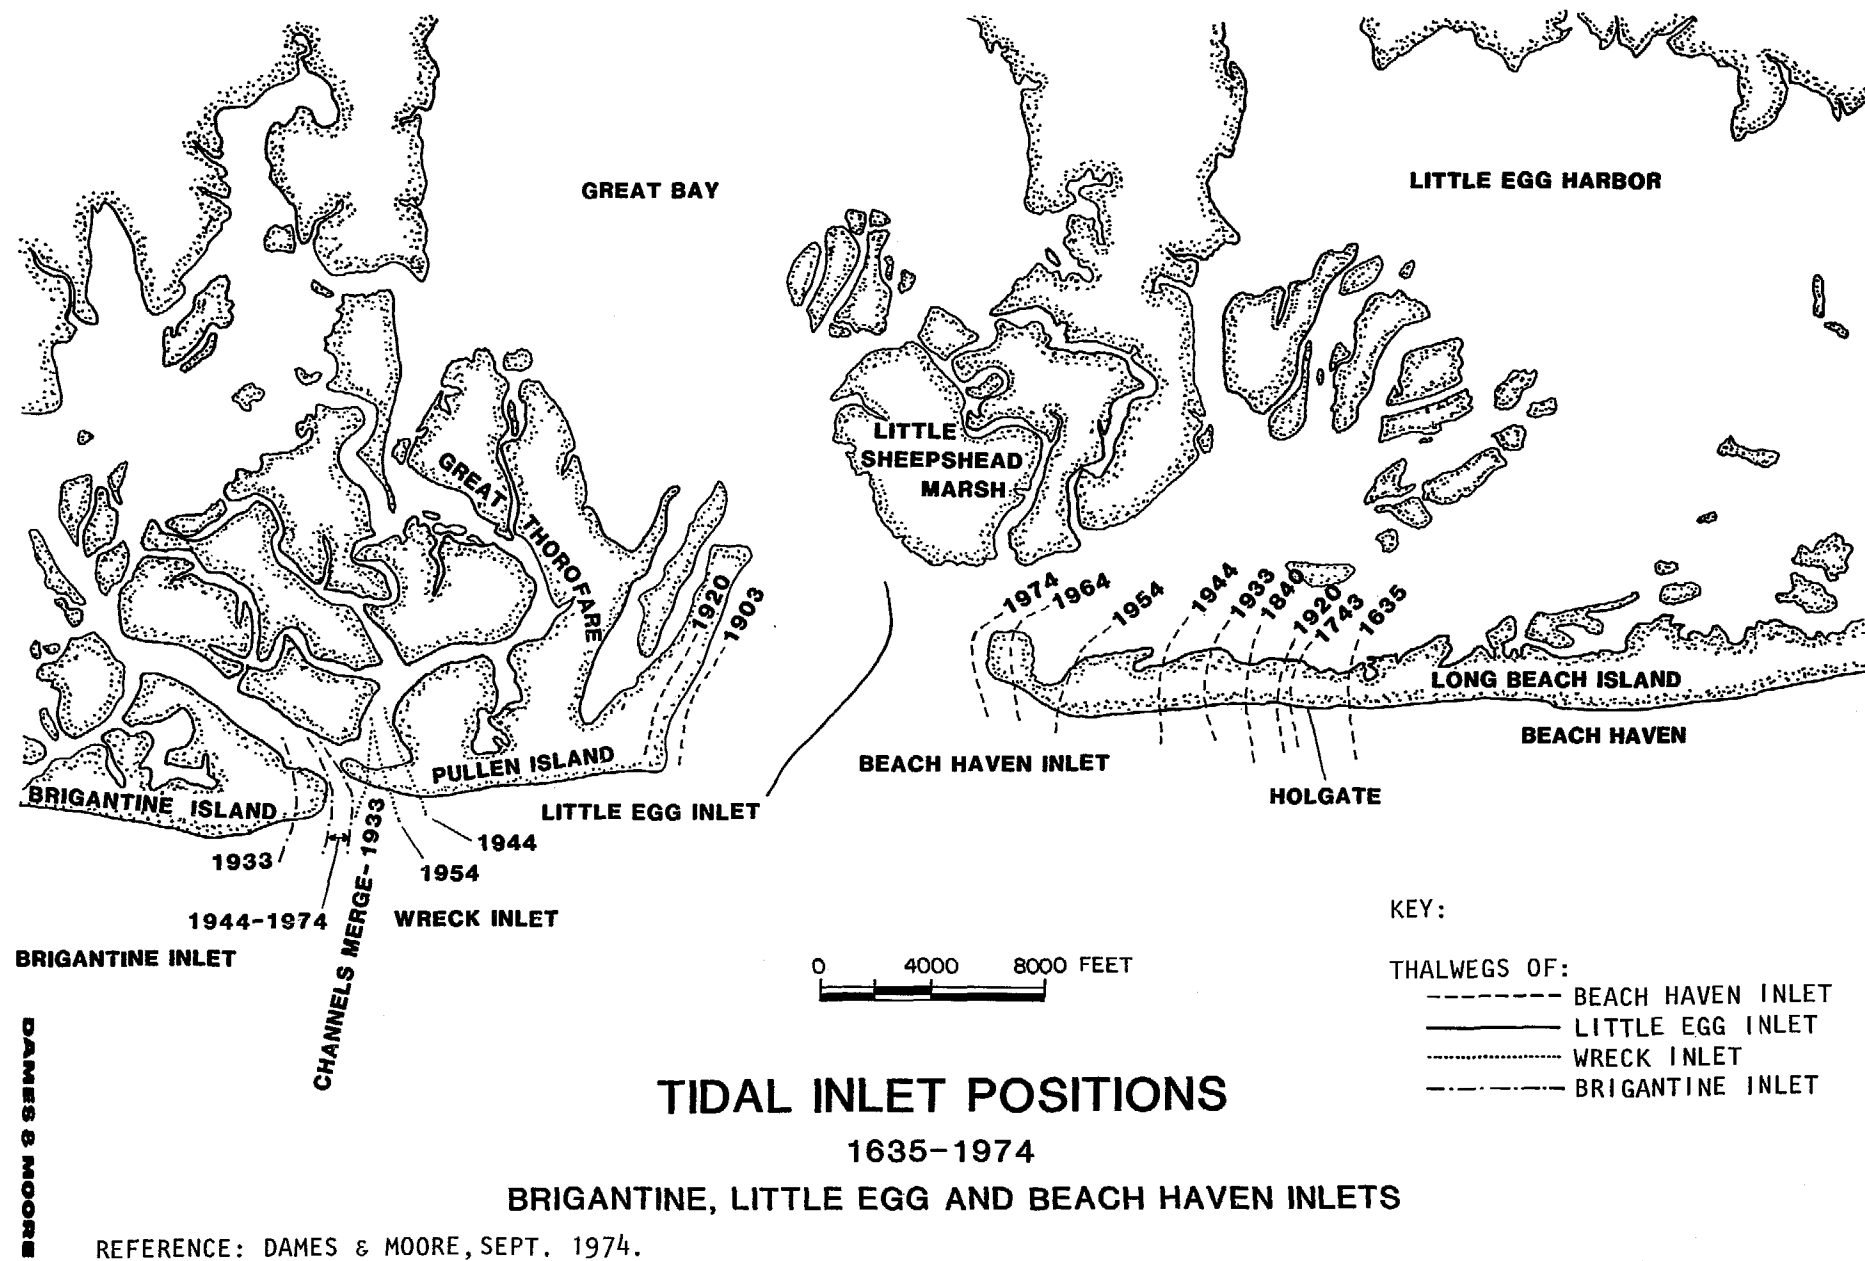 GREAT BAY
LITTLE EGG HARBOR
LITTLE
SHEEPSHEAD
MARSH
GREAT THOROFARE
1920
1903
1974
1964
1954
1944
1933
1840
1920
1743
1635
LONG BEACH ISLAND
BEACH HAVEN
HOLGATE
BEACH HAVEN INLET
LITTLE EGG INLET
PULLEN ISLAND
BRIGANTINE ISLAND
1933
1944
1954
1944-1974
CHANNELS MERGE-1933
WRECK INLET
BRIGANTINE INLET
0 4000 8000 FEET
KEY:
THALWEGS OF:
BEACH HAVEN INLET
LITTLE EGG INLET
WRECK INLET
BRIGANTINE INLET
TIDAL INLET POSITIONS
1635-1974
BRIGANTINE, LITTLE EGG AND BEACH HAVEN INLETS
DAMES & MOORE
REFERENCE: DAMES & MOORE, SEPT. 1974.